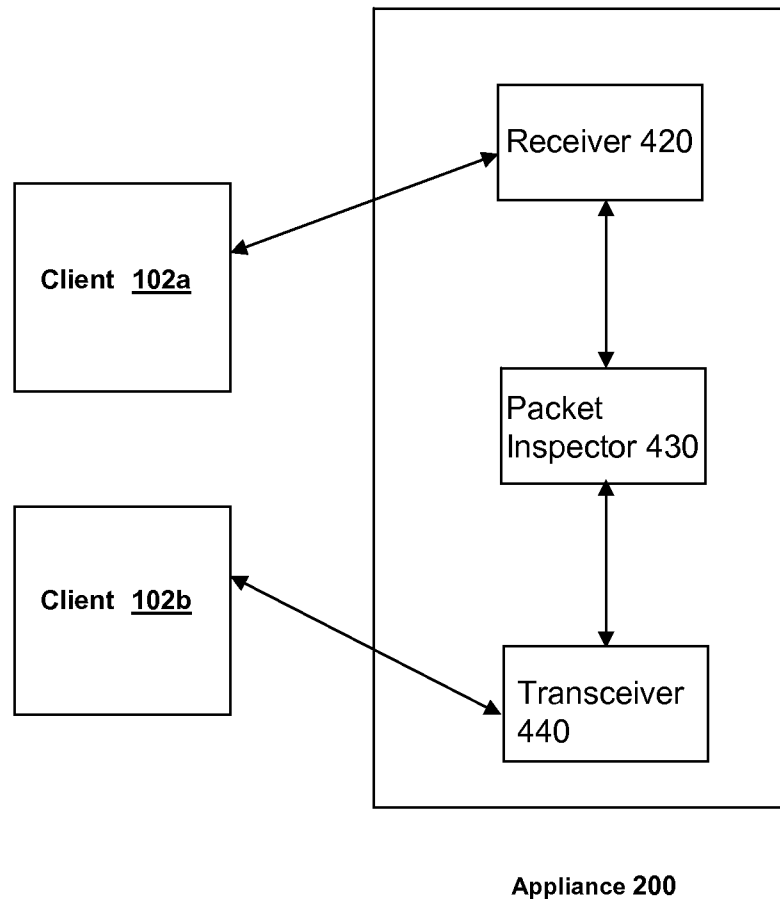 Receiver 420
Client 102a
Packet
Inspector 430
Client 102b
Transceiver
440
Appliance 200